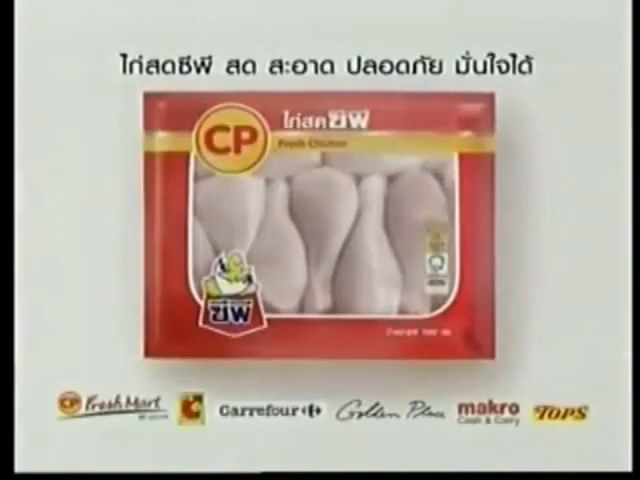 ไก่สดซีพี สด สะอาด ปลอดภัย มั่นใจได้
ไก่สดซีพี
CP
Fresh Chicken
ซีพี
CP Fresh Mart
Carrefour
Golden Place
makro
Cash & Carry
TOPS